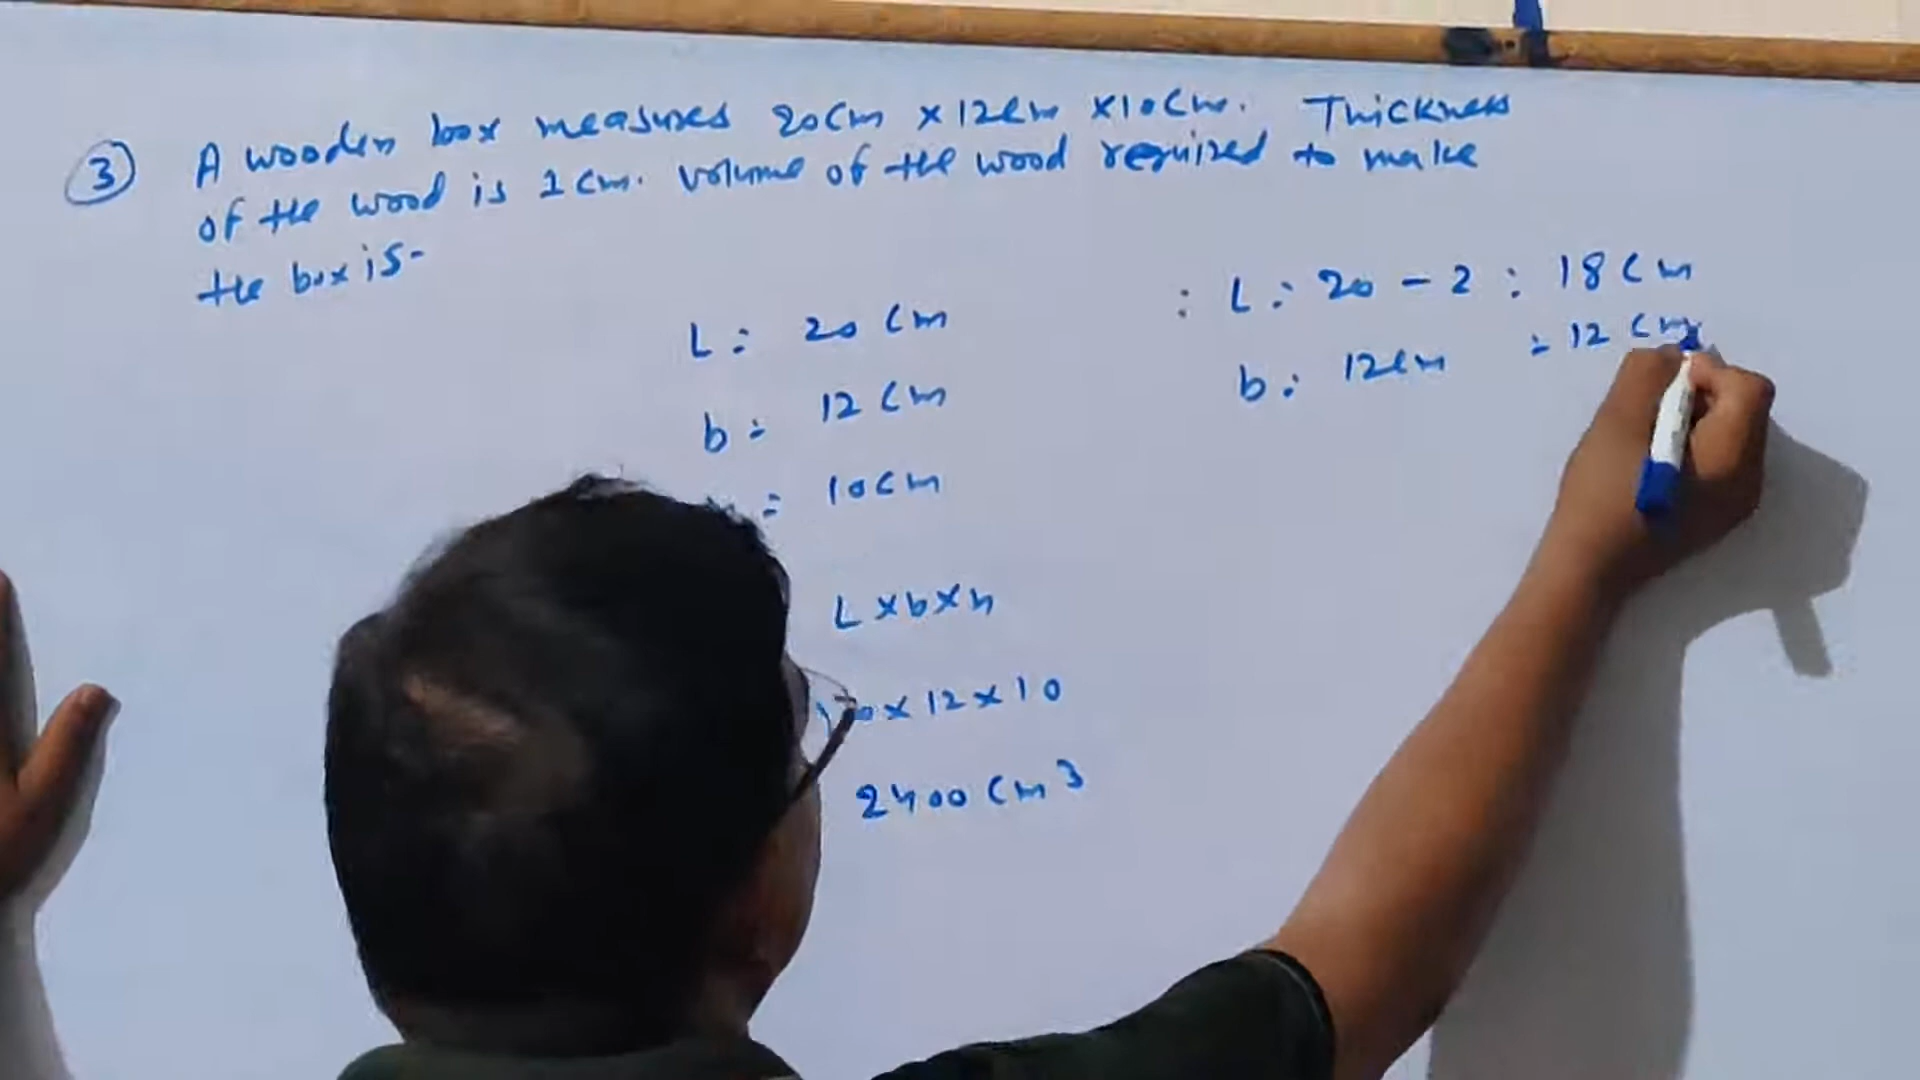 3 A wooden box measures 20cm × 12cm × 10cm. Thickness
of the wood is 1cm. volume of the wood required to make
the box is-
L = 20 cm
b = 12 cm
= 10cm
L × b × h
× 12 × 10
2400 cm³
: L = 20 - 2 = 18 cm
b = 12cm = 12 cm